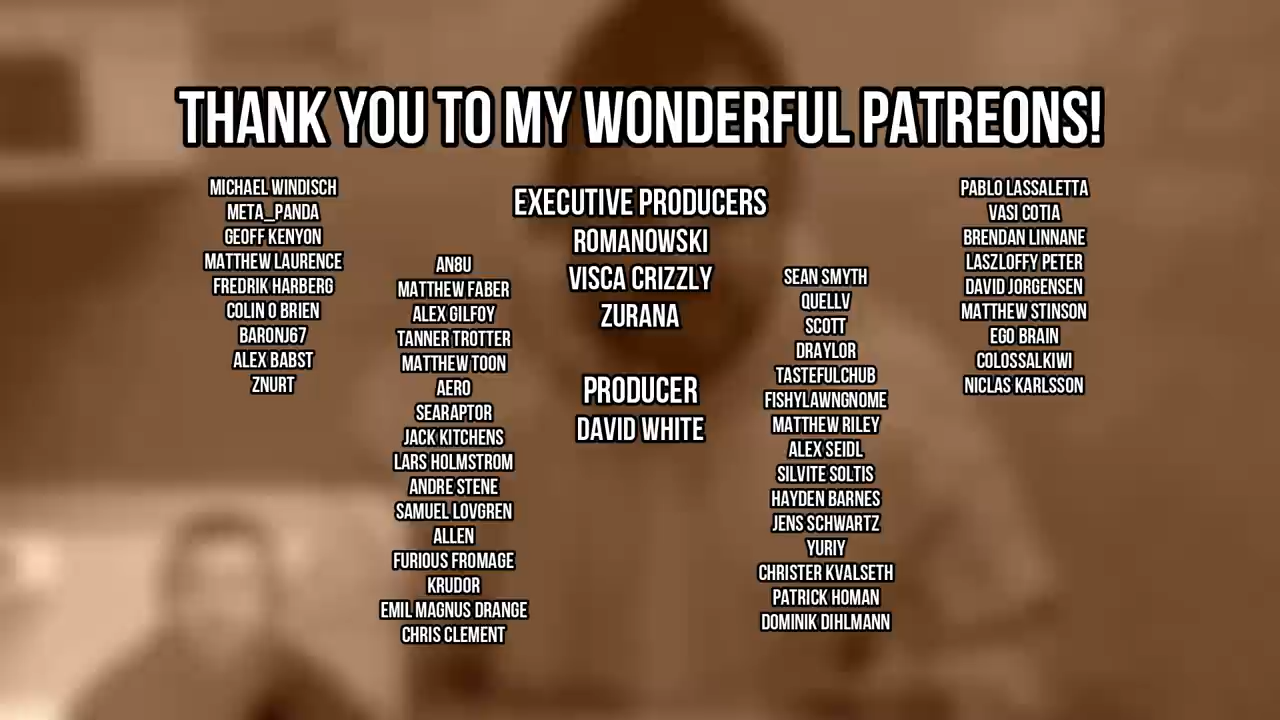 THANK YOU TO MY WONDERFUL PATREONS!
MICHAEL WINDISCH
META_PANDA
GEOFF KENYON
MATTHEW LAURENCE
FREDRIK HARBERG
COLIN O BRIEN
BARONJ67
ALEX BABST
ZNURT
AN8U
MATTHEW FABER
ALEX GILFOY
TANNER TROTTER
MATTHEW TOON
AERO
SEARAPTOR
JACK KITCHENS
LARS HOLMSTROM
ANDRE STENE
SAMUEL LOVGREN
ALLEN
FURIOUS FROMAGE
KRUDOR
EMIL MAGNUS DRANGE
CHRIS CLEMENT
EXECUTIVE PRODUCERS
ROMANOWSKI
VISCA CRIZZLY
ZURANA
PRODUCER
DAVID WHITE
SEAN SMYTH
QUELLV
SCOTT
DRAYLOR
TASTEFULCHUB
FISHYLAWNGNOME
MATTHEW RILEY
ALEX SEIDL
SILVITE SOLTIS
HAYDEN BARNES
JENS SCHWARTZ
YURIY
CHRISTER KVALSETH
PATRICK HOMAN
DOMINIK DIHLMANN
PABLO LASSALETTA
VASI COTIA
BRENDAN LINNANE
LASZLOFFY PETER
DAVID JORGENSEN
MATTHEW STINSON
EGO BRAIN
COLOSSALKIWI
NICLAS KARLSSON